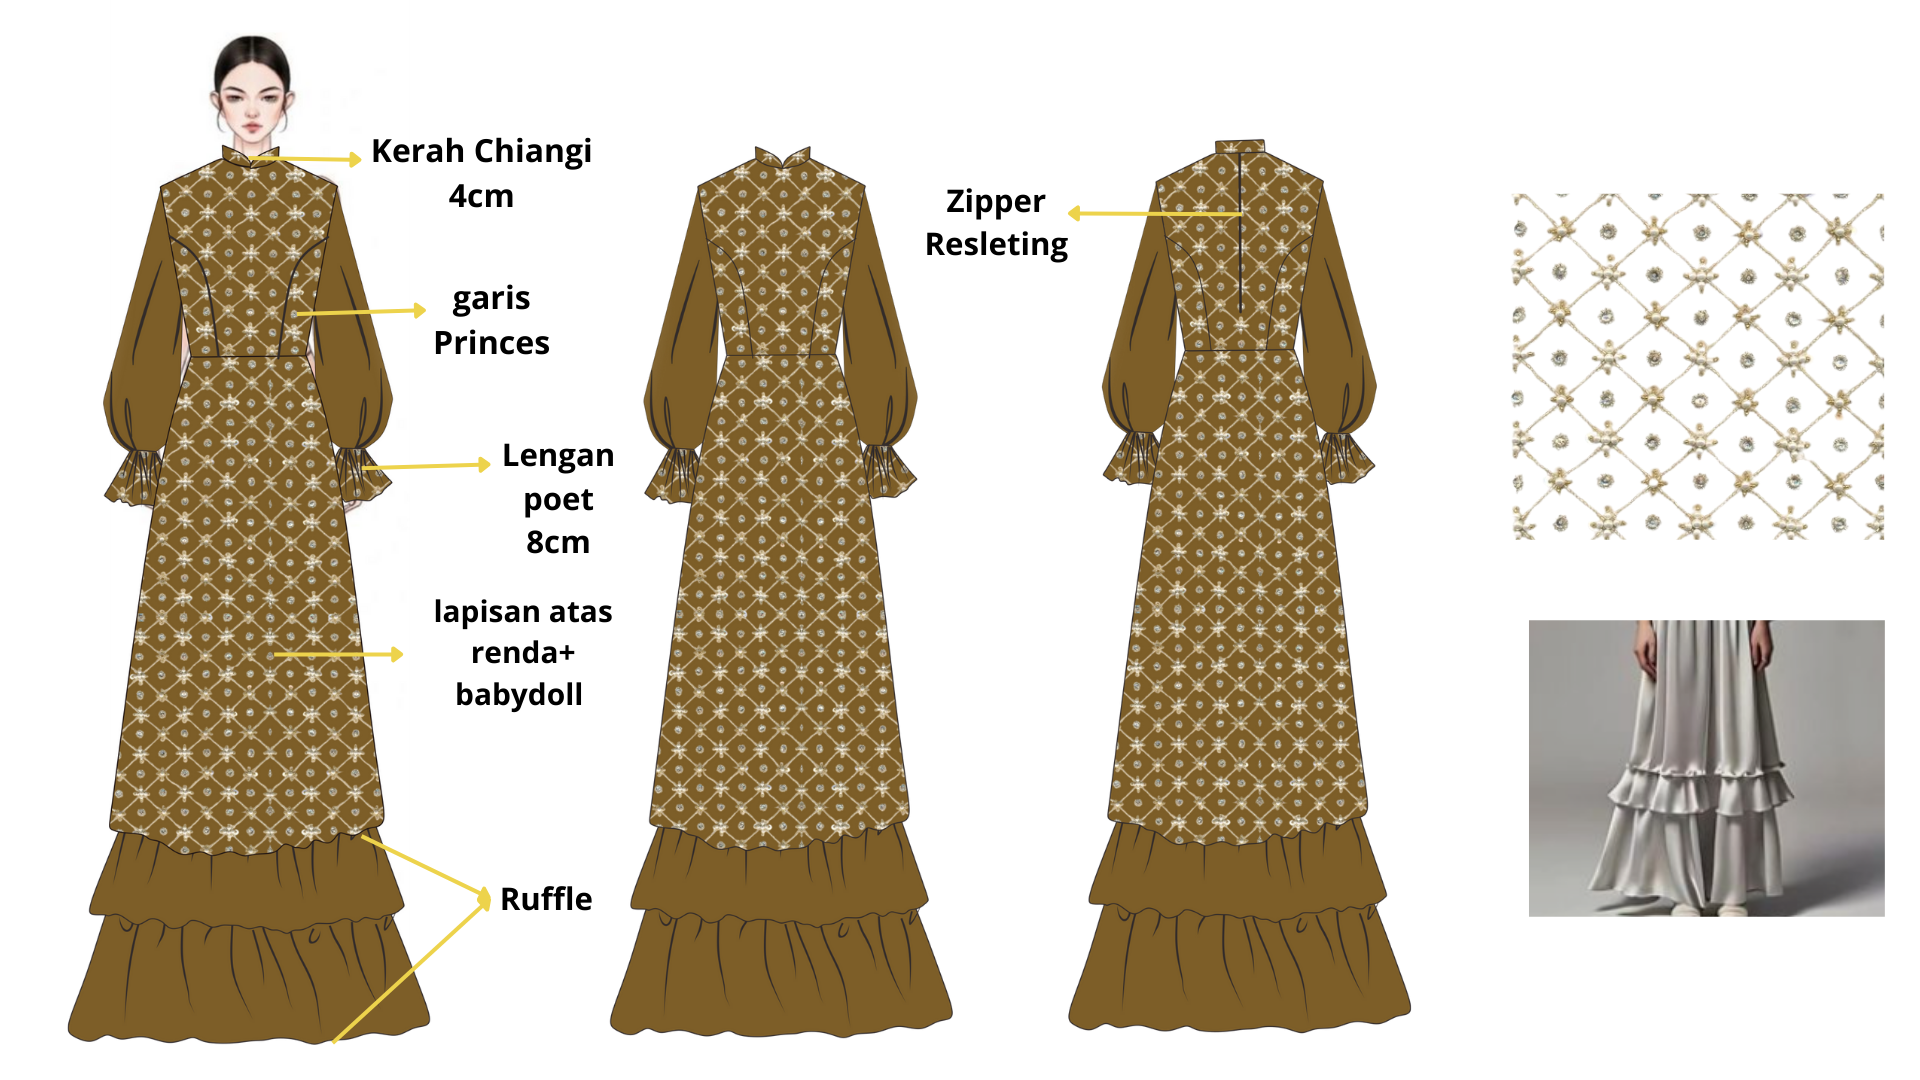 Kerah Chiangi
4cm
garis
Princes
Lengan
poet
8cm
lapisan atas
renda+
babydoll
Ruffle
Zipper
Resleting